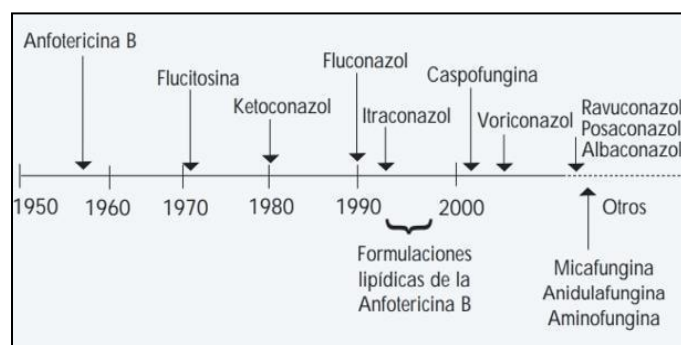 Anfotericina B
Flucitosina
Ketoconazol
Fluconazol
Itraconazol
Caspofungina
Voriconazol
Ravuconazol
Posaconazol
Albaconazol
1950
1960
1970
1980
1990
2000
Otros
Formulaciones
lipídicas de la
Anfotericina B
Micafungina
Anidulafungina
Aminofungina